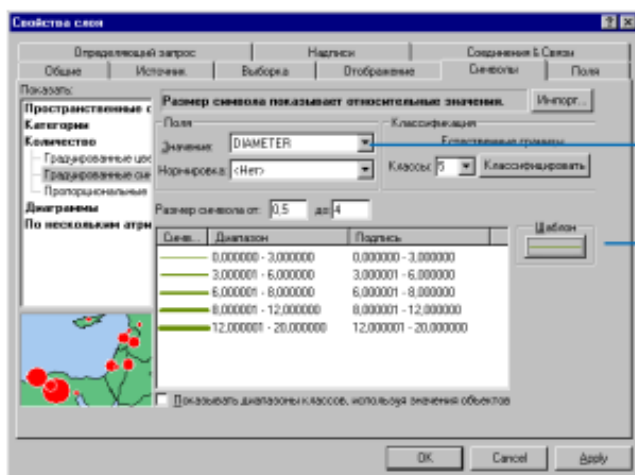 Свойства слоя
Определяющий запрос
Надписи
Соединения & Связи
Общие
Источник
Выборка
Отображение
Символы
Поля
Показать:
Пространственные о
Категории
Количество
Градуированные цве
Градуированные сим
Пропорциональные
Диаграммы
По нескольким атри
Размер символа показывает относительные значения.
Импорт...
Поля
Значение: DIAMETER
Нормировка: <Нет>
Классификация
Естественные границы
Классы: 5 Классифицировать
Размер символа от: 0,5 до 4
Симв... Диапазон Подпись
0,000000 - 3,000000 0,000000 - 3,000000
3,000001 - 6,000000 3,000001 - 6,000000
6,000001 - 8,000000 6,000001 - 8,000000
8,000001 - 12,000000 8,000001 - 12,000000
12,000001 - 20,000000 12,000001 - 20,000000
Шаблон
Показывать диапазоны классов, используя значения объектов
OK
Cancel
Apply